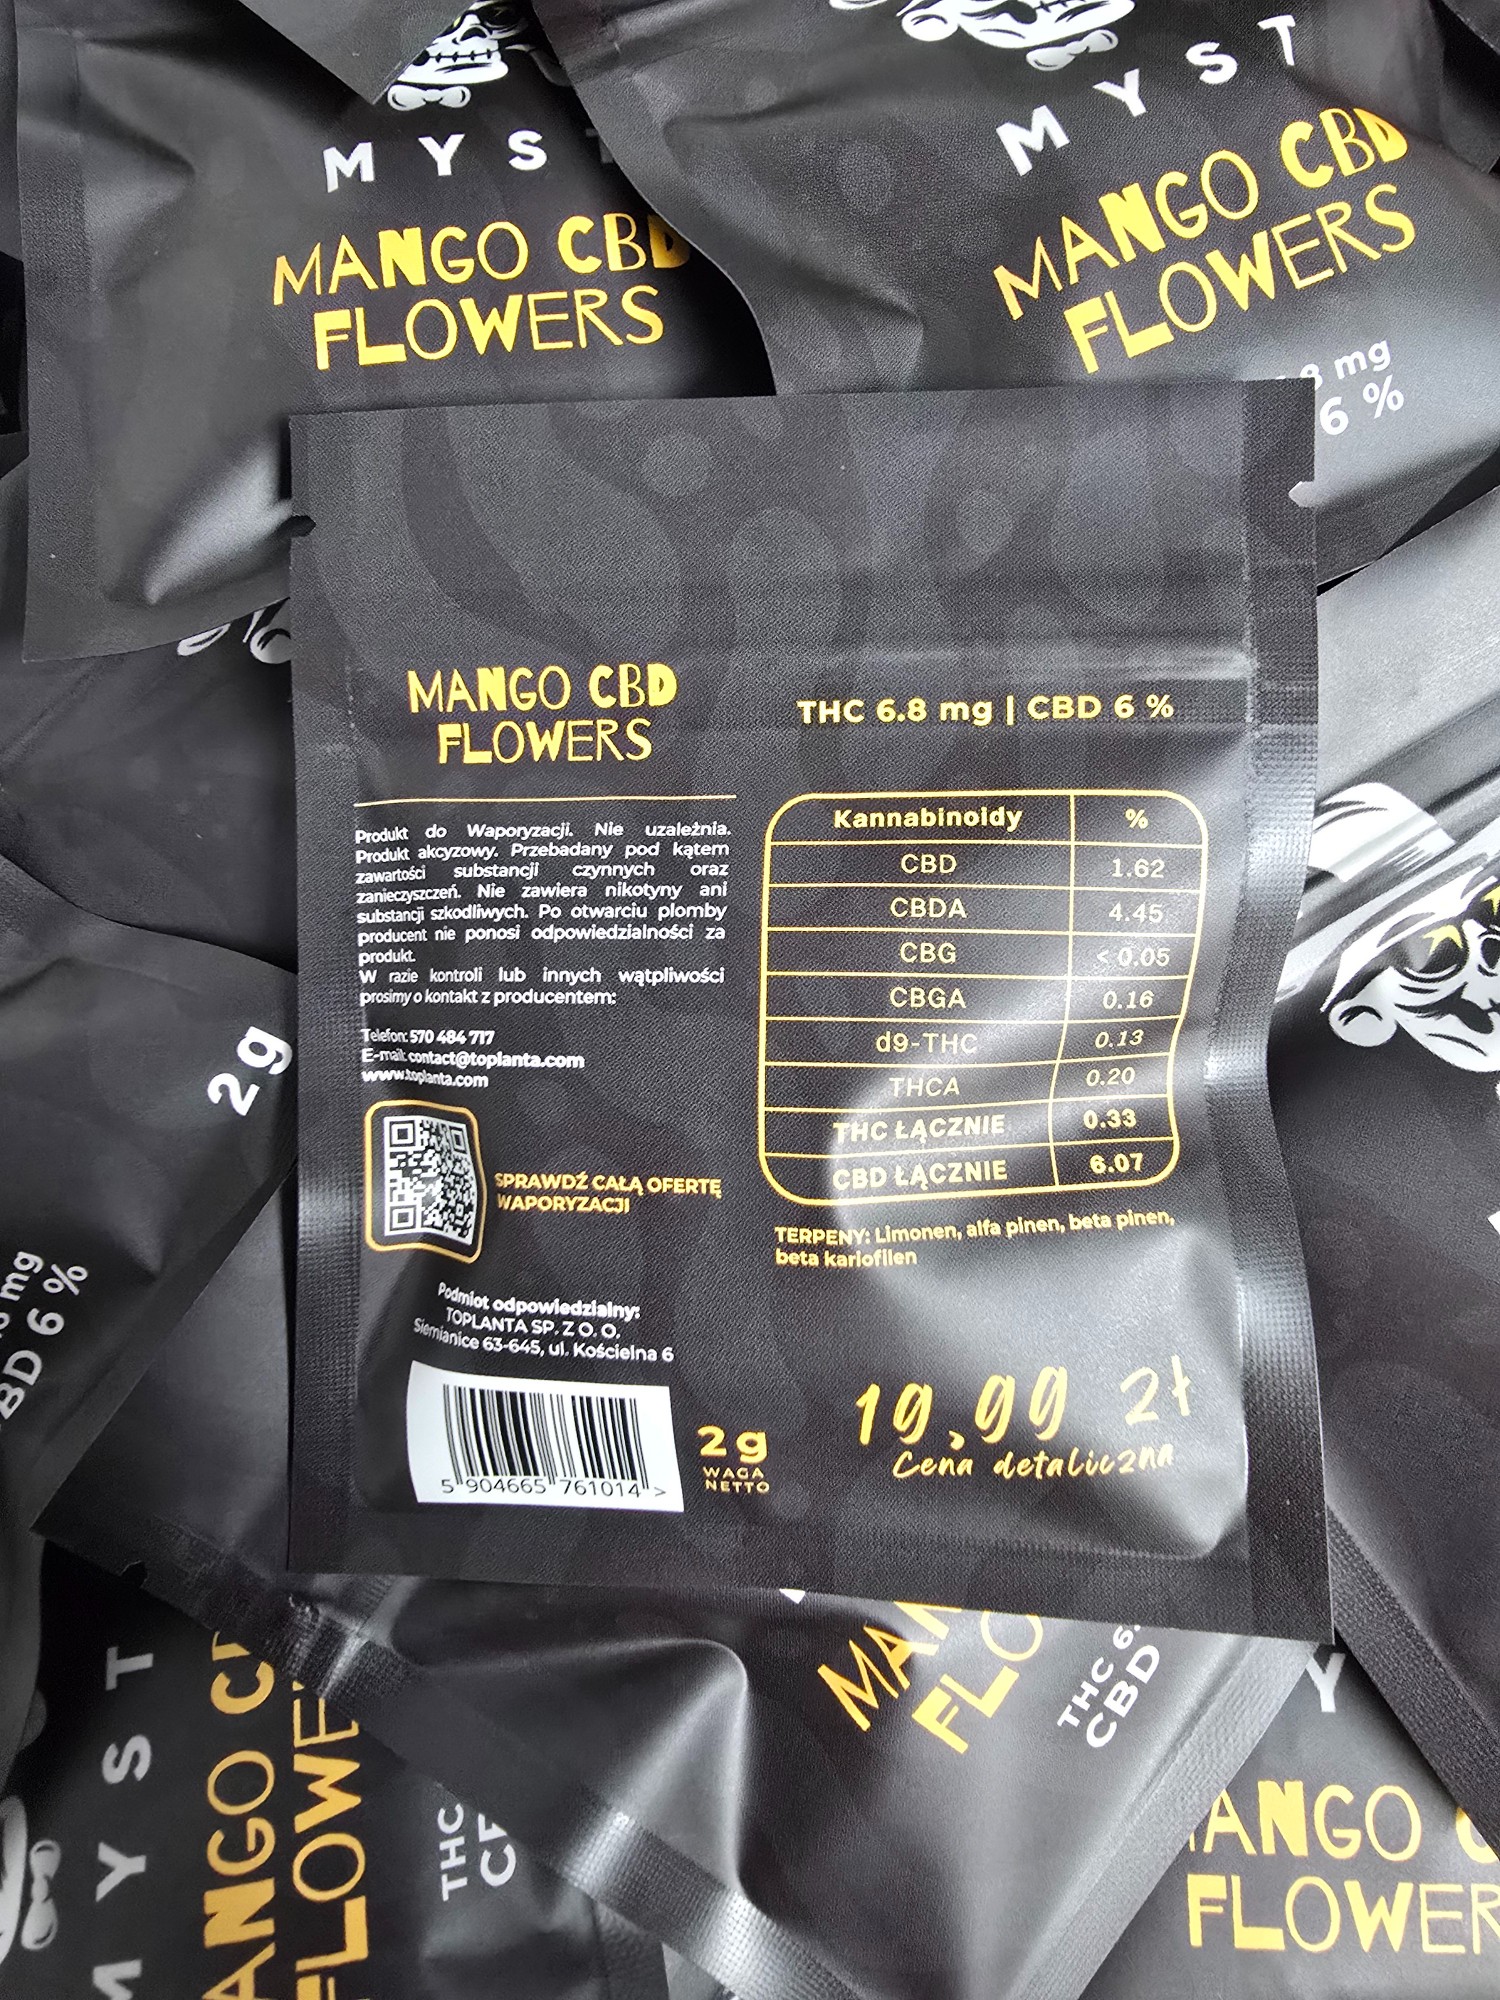 M Y S
MANGO CBD
FLOWERS
M Y S T
MANGO CBD
FLOWERS
8 mg
6 %
MANGO CBD
FLOWERS
Produkt do Waporyzacji. Nie uzależnia.
Produkt akcyzowy. Przebadany pod kątem
zawartości substancji czynnych oraz
zanieczyszczeń. Nie zawiera nikotyny ani
substancji szkodliwych. Po otwarciu plomby
producent nie ponosi odpowiedzialności za
produkt.
W razie kontroli lub innych wątpliwości
prosimy o kontakt z producentem:
Telefon: 570 484 717
E-mail: contact@toplanta.com
www.toplanta.com
SPRAWDŹ CAŁĄ OFERTĘ
WAPORYZACJI
Podmiot odpowiedzialny:
TOPLANTA SP. Z O. O.
Siemianice 63-645, ul. Kościelna 6
5 904665 761014 >
2g
WAGA
NETTO
THC 6.8 mg | CBD 6 %
Kannabinoidy %
CBD 1.62
CBDA 4.45
CBG < 0.05
CBGA 0.16
d9-THC 0.13
THCA 0.20
THC ŁĄCZNIE 0.33
CBD ŁĄCZNIE 6.07
TERPENY: Limonen, alfa pinen, beta pinen,
beta kariofilen
19,99 zł
Cena detaliczna
2g
mg
BD 6 %
M Y S T
ANGO C
FLOWE
THC
C
MAN
FLO
THC 6.
CBD
Y
ANGO C
FLOWER